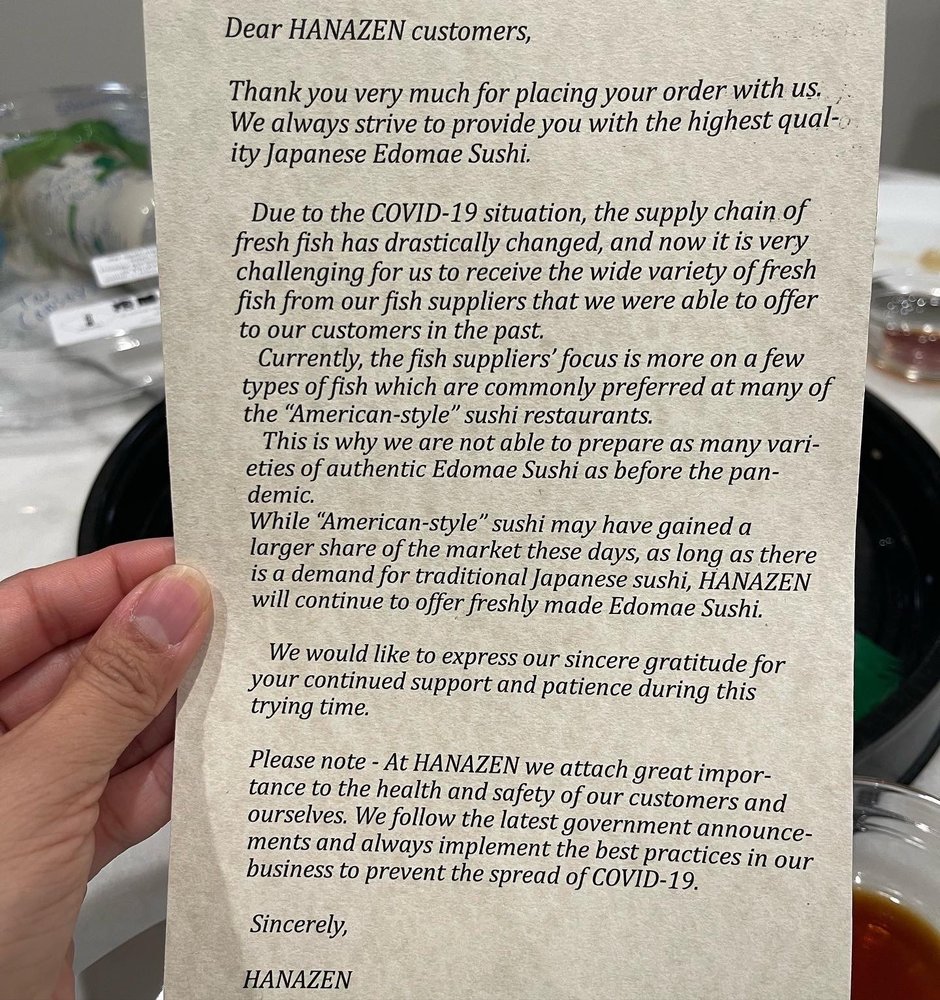 Dear HANAZEN customers,
Thank you very much for placing your order with us.
We always strive to provide you with the highest qual-
ity Japanese Edomae Sushi.
Due to the COVID-19 situation, the supply chain of
fresh fish has drastically changed, and now it is very
challenging for us to receive the wide variety of fresh
fish from our fish suppliers that we were able to offer
to our customers in the past.
Currently, the fish suppliers' focus is more on a few
types of fish which are commonly preferred at many of
the “American-style” sushi restaurants.
This is why we are not able to prepare as many vari-
eties of authentic Edomae Sushi as before the pan-
demic.
While “American-style” sushi may have gained a
larger share of the market these days, as long as there
is a demand for traditional Japanese sushi, HANAZEN
will continue to offer freshly made Edomae Sushi.
We would like to express our sincere gratitude for
your continued support and patience during this
trying time.
Please note - At HANAZEN we attach great impor-
tance to the health and safety of our customers and
ourselves. We follow the latest government announce-
ments and always implement the best practices in our
business to prevent the spread of COVID-19.
Sincerely,
HANAZEN